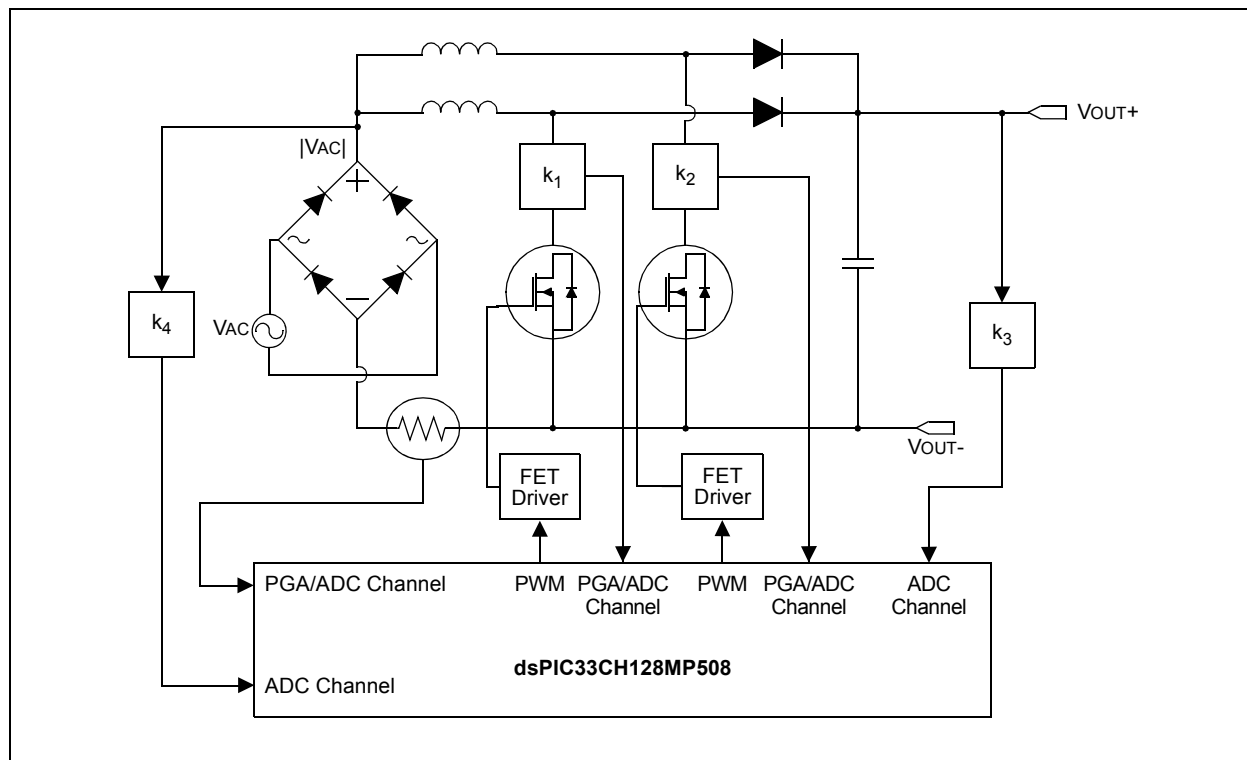 VOUT+
|VAC|
k1
k2
k4
VAC
k3
VOUT-
FET
Driver
FET
Driver
PGA/ADC Channel
PWM
PGA/ADC
Channel
PWM
PGA/ADC
Channel
ADC
Channel
dsPIC33CH128MP508
ADC Channel